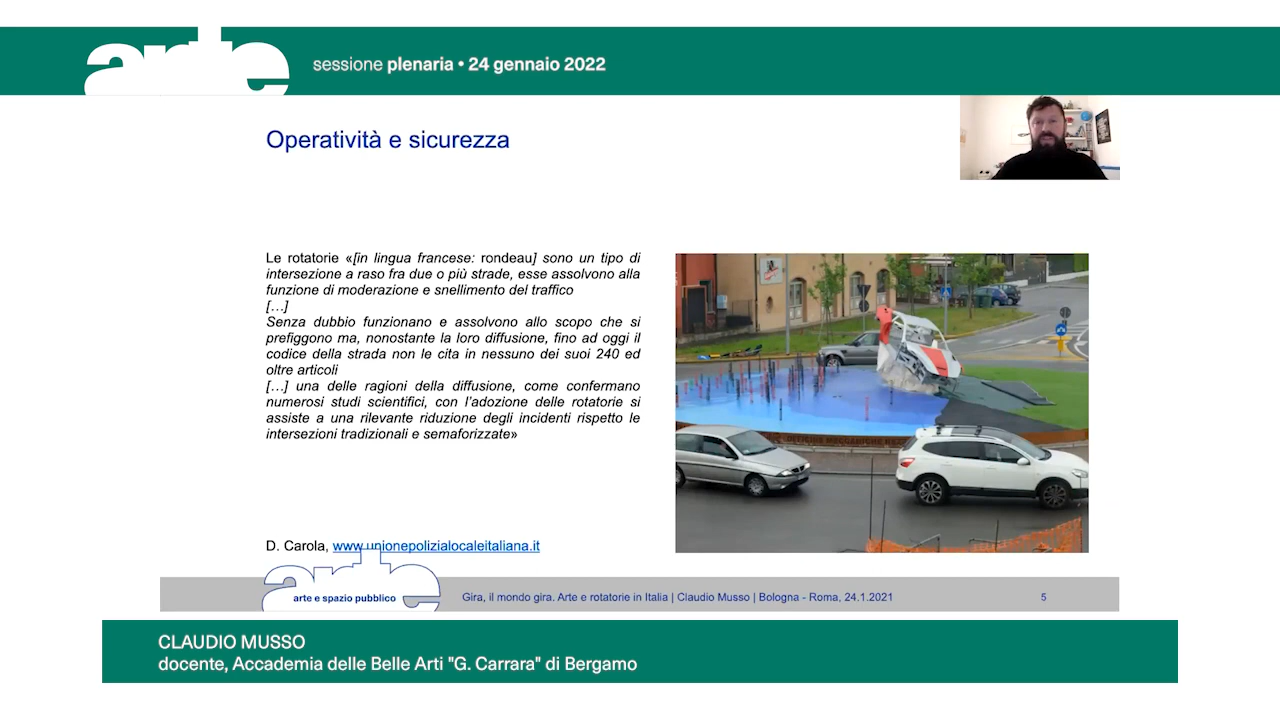 arte
sessione plenaria • 24 gennaio 2022
Operatività e sicurezza
Le rotatorie «[in lingua francese: rondeau] sono un tipo di
intersezione a raso fra due o più strade, esse assolvono alla
funzione di moderazione e snellimento del traffico
[…]
Senza dubbio funzionano e assolvono allo scopo che si
prefiggono ma, nonostante la loro diffusione, fino ad oggi il
codice della strada non le cita in nessuno dei suoi 240 ed
oltre articoli
[…] una delle ragioni della diffusione, come confermano
numerosi studi scientifici, con l’adozione delle rotatorie si
assiste a una rilevante riduzione degli incidenti rispetto le
intersezioni tradizionali e semaforizzate»
OFFICINE MECCANICHE
D. Carola, www.unionepolizialocaleitaliana.it
arte
arte e spazio pubblico
Gira, il mondo gira. Arte e rotatorie in Italia | Claudio Musso | Bologna - Roma, 24.1.2021
5
CLAUDIO MUSSO
docente, Accademia delle Belle Arti "G. Carrara" di Bergamo